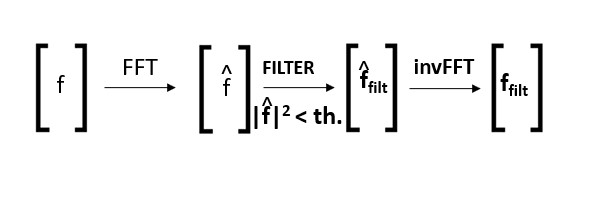 f
FFT
f̂
FILTER
|f̂|² < th.
f̂filt
invFFT
ffilt